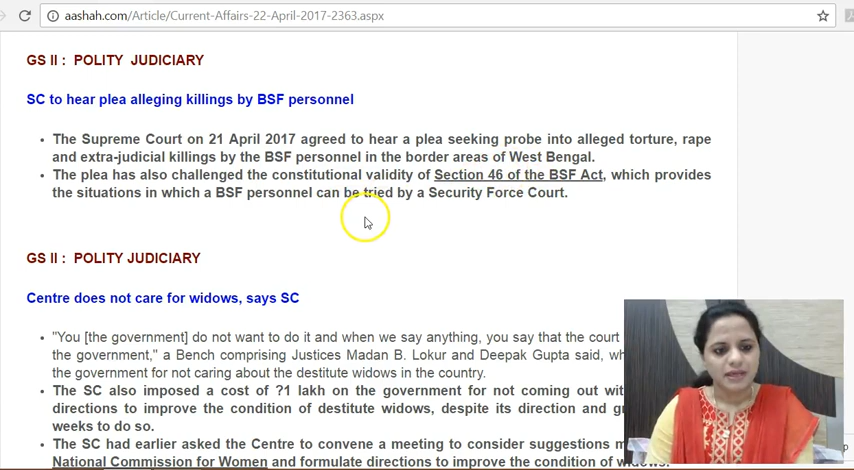 aashah.com/Article/Current-Affairs-22-April-2017-2363.aspx
GS II : POLITY JUDICIARY
SC to hear plea alleging killings by BSF personnel
• The Supreme Court on 21 April 2017 agreed to hear a plea seeking probe into alleged torture, rape
and extra-judicial killings by the BSF personnel in the border areas of West Bengal.
• The plea has also challenged the constitutional validity of Section 46 of the BSF Act, which provides
the situations in which a BSF personnel can be tried by a Security Force Court.
GS II : POLITY JUDICIARY
Centre does not care for widows, says SC
• "You [the government] do not want to do it and when we say anything, you say that the court
the government," a Bench comprising Justices Madan B. Lokur and Deepak Gupta said,
the government for not caring about the destitute widows in the country.
• The SC also imposed a cost of ?1 lakh on the government for not coming out
directions to improve the condition of destitute widows, despite its direction and
weeks to do so.
• The SC had earlier asked the Centre to convene a meeting to consider suggestions
National Commission for Women and formulate directions to improve the condition of widows.